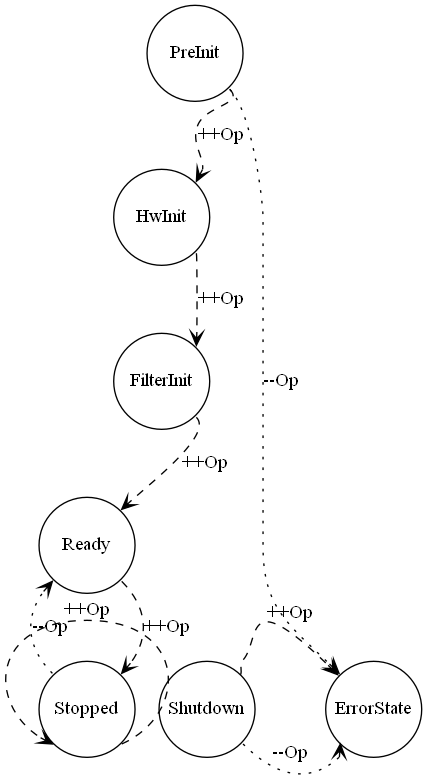 PreInit
++Op
HwInit
++Op
FilterInit
--Op
++Op
Ready
++Op
++Op
--Op
++Op
Stopped
Shutdown
ErrorState
--Op